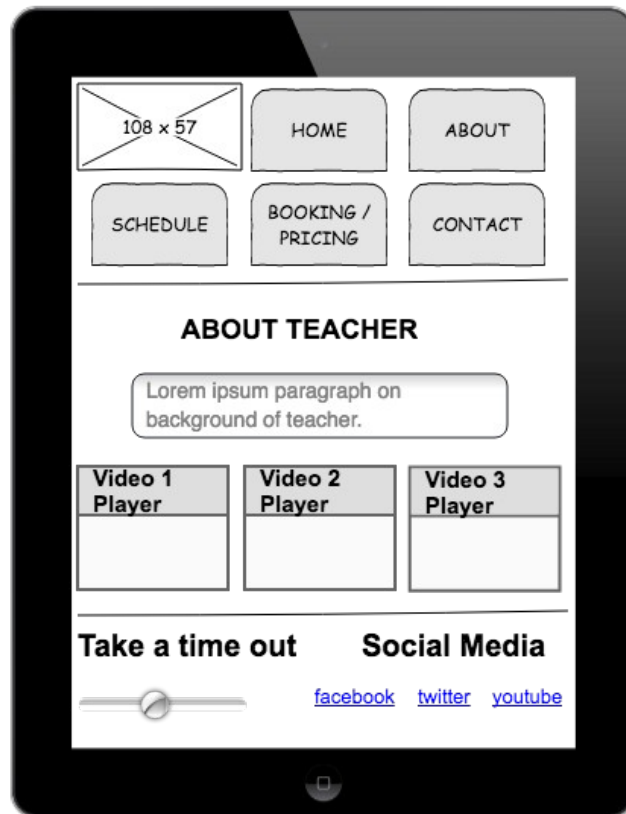 108 x 57
HOME
ABOUT
SCHEDULE
BOOKING /
PRICING
CONTACT
ABOUT TEACHER
Lorem ipsum paragraph on
background of teacher.
Video 1
Player
Video 2
Player
Video 3
Player
Take a time out
Social Media
facebook twitter youtube